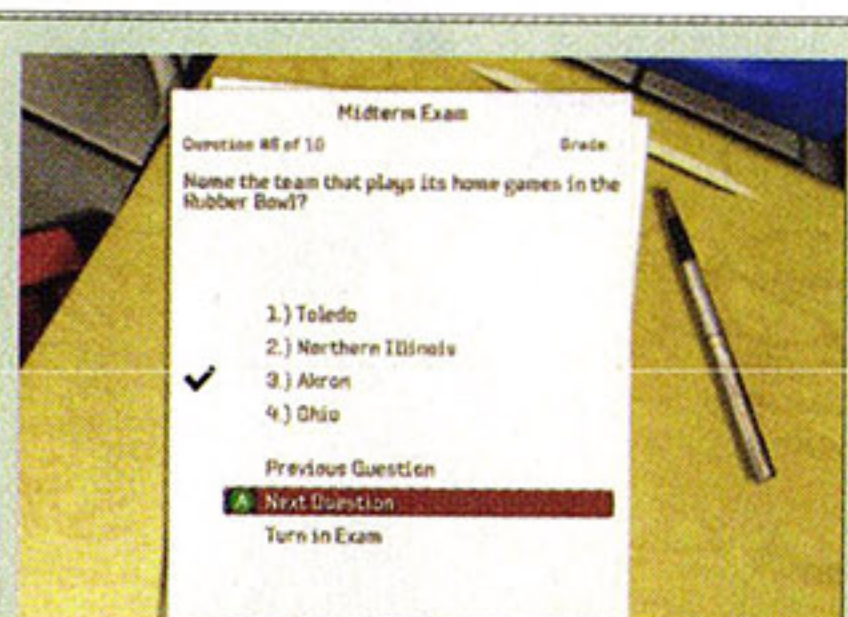 Midterm Exam
Question #6 of 10 Grade:
Name the team that plays its home games in the
Rubber Bowl?
1.) Toledo
2.) Northern Illinois
3.) Akron
4.) Ohio
Previous Question
A Next Question
Turn in Exam